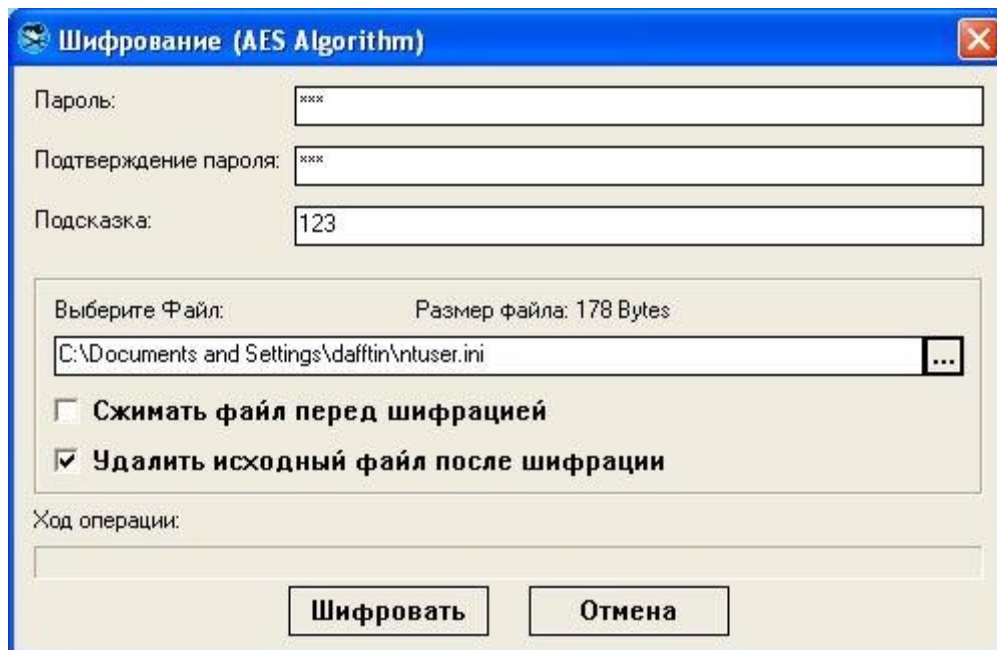 Шифрование (AES Algorithm)
Пароль: ***
Подтверждение пароля: ***
Подсказка: 123
Выберите Файл: Размер файла: 178 Bytes
C:\Documents and Settings\dafftin\ntuser.ini ...
Сжимать файл перед шифрацией
Удалить исходный файл после шифрации
Ход операции:
Шифровать Отмена